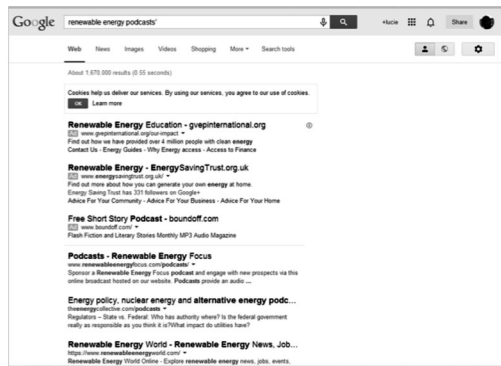 Google renewable energy podcasts' +lucie Share
Web News Images Videos Shopping More Search tools
About 1,670,000 results (0.55 seconds)
Cookies help us deliver our services. By using our services, you agree to our use of cookies.
OK Learn more
Renewable Energy Education - gvepinternational.org
Ad www.gvepinternational.org/our-impact
Find out how we have provided over 4 million people with clean energy
Contact Us - Energy Guides - Why Energy access - Access to Finance
Renewable Energy - EnergySavingTrust.org.uk
Ad www.energysavingtrust.org.uk/
Find out more about how you can generate your own energy at home.
Energy Saving Trust has 331 followers on Google+
Advice For Your Community - Advice For Your Business - Advice For Your Home
Free Short Story Podcast - boundoff.com
Ad www.boundoff.com/
Flash Fiction and Literary Stories Monthly MP3 Audio Magazine
Podcasts - Renewable Energy Focus
www.renewableenergyfocus.com/podcasts/
Sponsor a Renewable Energy Focus podcast and engage with new prospects via this
online broadcast hosted on our website. Podcasts provide an audio ...
Energy policy, nuclear energy and alternative energy podc...
theenergycollective.com/podcasts
Regulators – State vs. Federal: Who has authority where? Is the federal government
really as responsible as you think it is?What impact do utilities have?
Renewable Energy World - Renewable Energy News, Job...
https://www.renewableenergyworld.com/
Renewable Energy World Online - Explore renewable energy news, jobs, events,